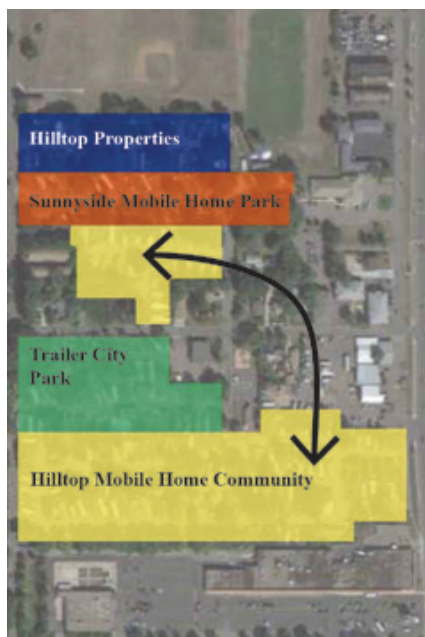 Hilltop Properties
Sunnyside Mobile Home Park
Trailer City
Park
Hilltop Mobile Home Community